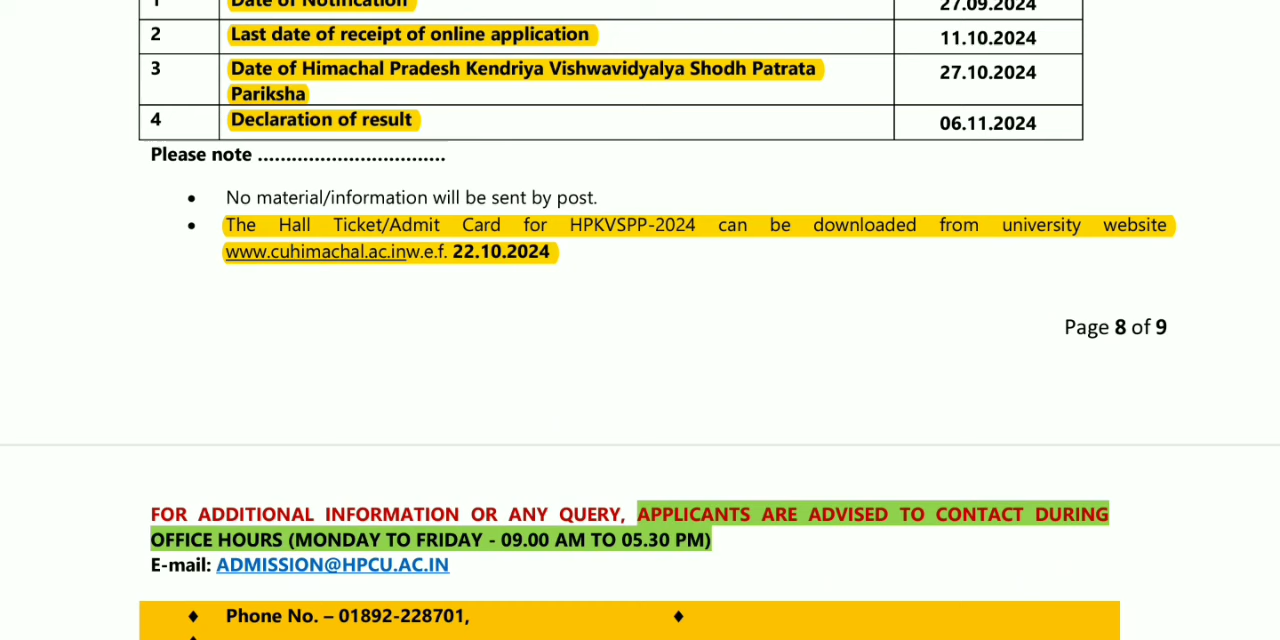 1 Date of Notification 27.09.2024
2 Last date of receipt of online application 11.10.2024
3 Date of Himachal Pradesh Kendriya Vishwavidyalya Shodh Patrata 27.10.2024
Pariksha
4 Declaration of result 06.11.2024
Please note .................................
• No material/information will be sent by post.
• The Hall Ticket/Admit Card for HPKVSPP-2024 can be downloaded from university website
www.cuhimachal.ac.inw.e.f. 22.10.2024
Page 8 of 9
FOR ADDITIONAL INFORMATION OR ANY QUERY, APPLICANTS ARE ADVISED TO CONTACT DURING
OFFICE HOURS (MONDAY TO FRIDAY - 09.00 AM TO 05.30 PM)
E-mail: ADMISSION@HPCU.AC.IN
♦ Phone No. – 01892-228701, ♦